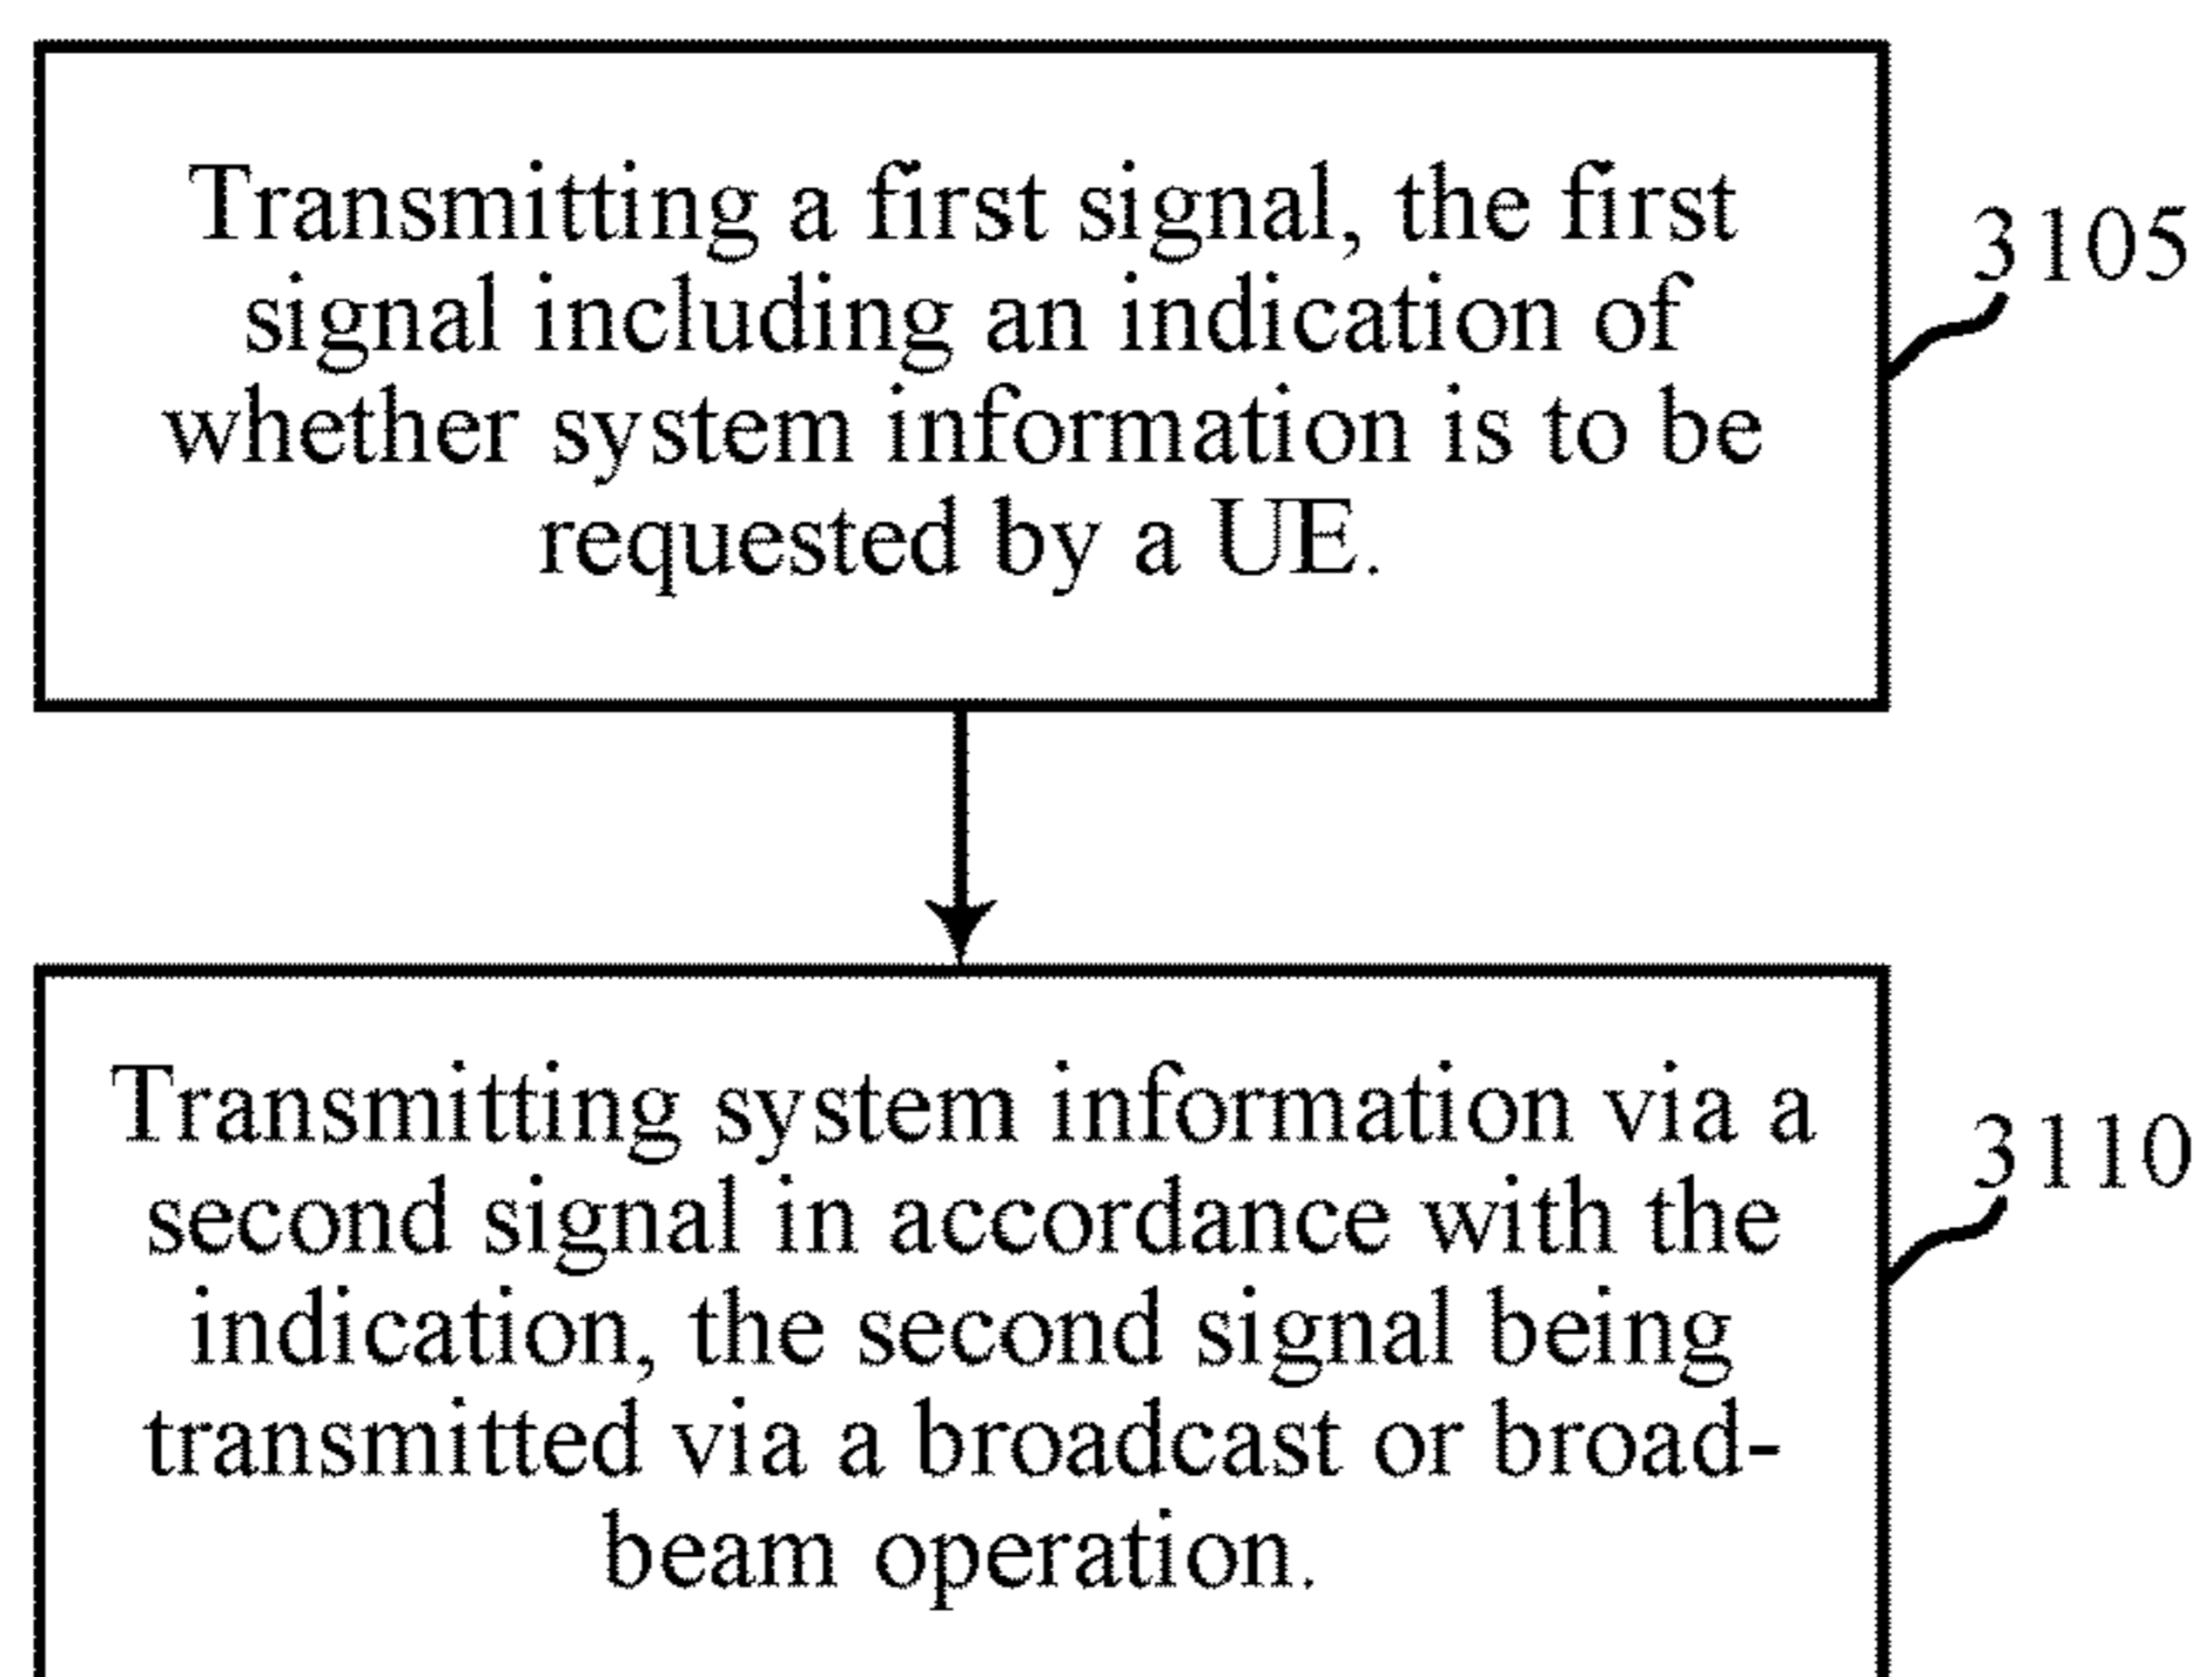 Transmitting a first signal, the first
signal including an indication of
whether system information is to be
requested by a UE.
3105
Transmitting system information via a
second signal in accordance with the
indication, the second signal being
transmitted via a broadcast or broad-
beam operation.
3110